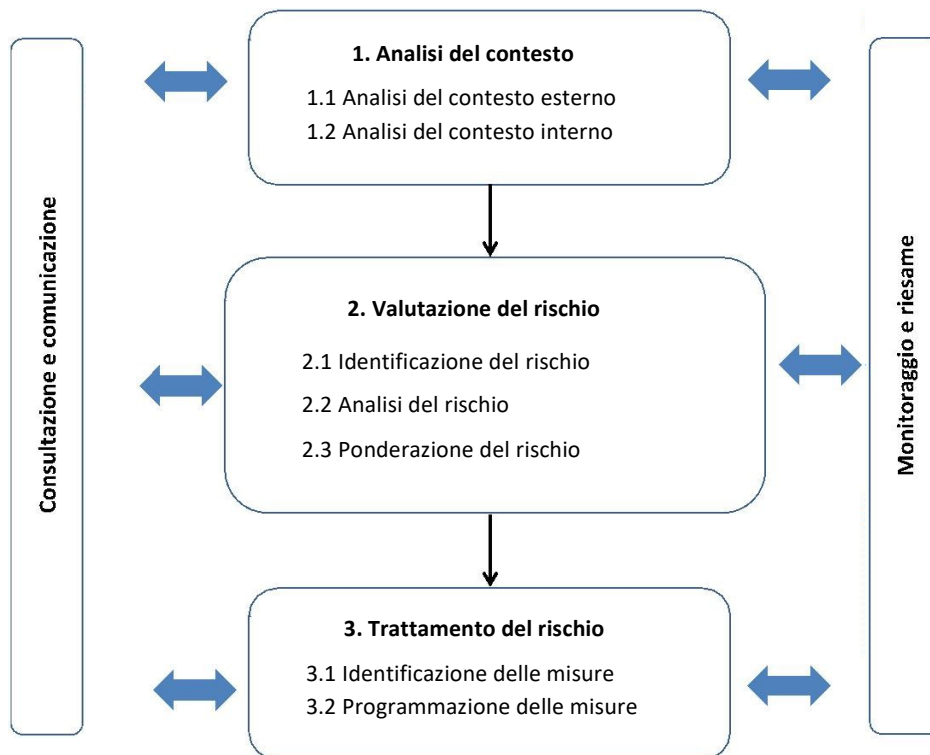 Consultazione e comunicazione
1. Analisi del contesto
1.1 Analisi del contesto esterno
1.2 Analisi del contesto interno
2. Valutazione del rischio
2.1 Identificazione del rischio
2.2 Analisi del rischio
2.3 Ponderazione del rischio
3. Trattamento del rischio
3.1 Identificazione delle misure
3.2 Programmazione delle misure
Monitoraggio e riesame